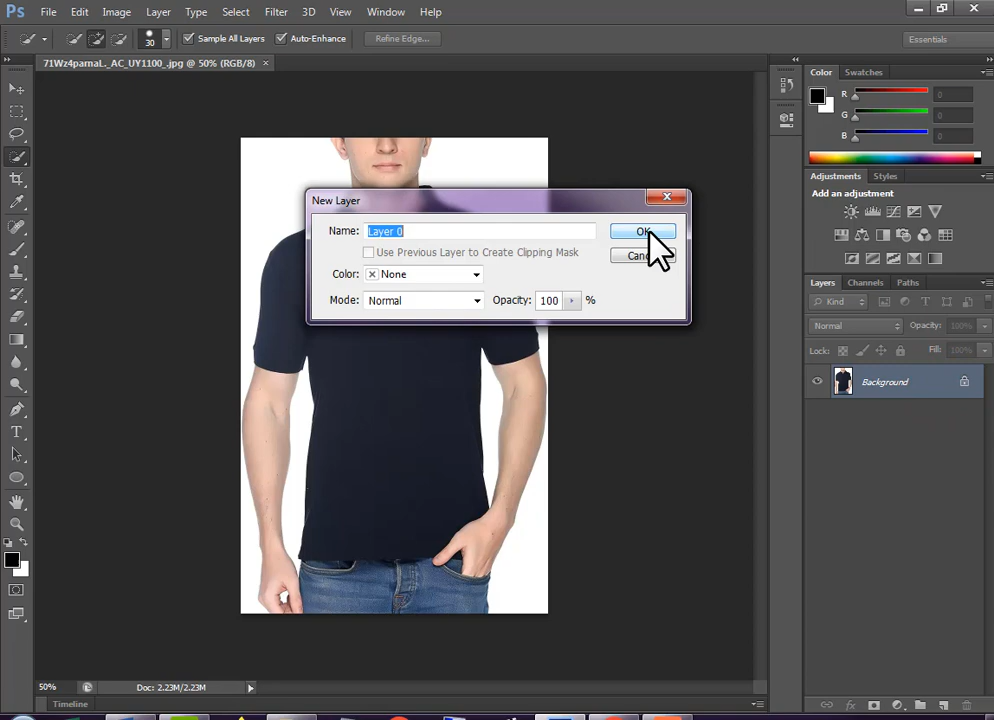 Ps File Edit Image Layer Type Select Filter 3D View Window Help
30 Sample All Layers Auto-Enhance Refine Edge... Essentials
71Wz4pamaL._AC_UY1100_.jpg @ 50% (RGB/8) ×
Color Swatches
R 0
G 0
B 0
Adjustments Styles
Add an adjustment
New Layer
Name: Layer 0 OK
Use Previous Layer to Create Clipping Mask
Color: None
Mode: Normal Opacity: 100 %
Layers Channels Paths
Kind
Normal Opacity: 100%
Lock: Fill: 100%
Background
50% Doc: 2.23M/2.23M
Timeline